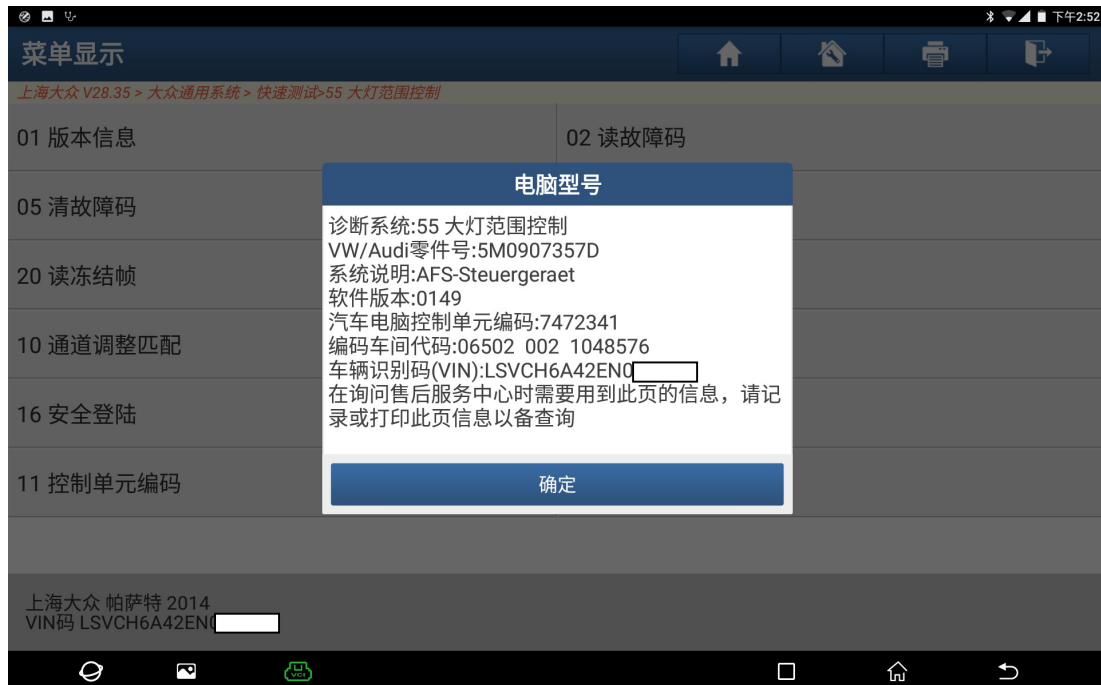 下午2:52
菜单显示
上海大众 V28.35 > 大众通用系统 > 快速测试>55 大灯范围控制
01 版本信息
02 读故障码
05 清故障码
20 读冻结帧
10 通道调整匹配
16 安全登陆
11 控制单元编码
电脑型号
诊断系统:55 大灯范围控制
VW/Audi零件号:5M0907357D
系统说明:AFS-Steuergeraet
软件版本:0149
汽车电脑控制单元编码:7472341
编码车间代码:06502 002 1048576
车辆识别码(VIN):LSVCH6A42EN0
在询问售后服务中心时需要用到此页的信息，请记
录或打印此页信息以备查询
确定
上海大众 帕萨特 2014
VIN码 LSVCH6A42EN
VCI